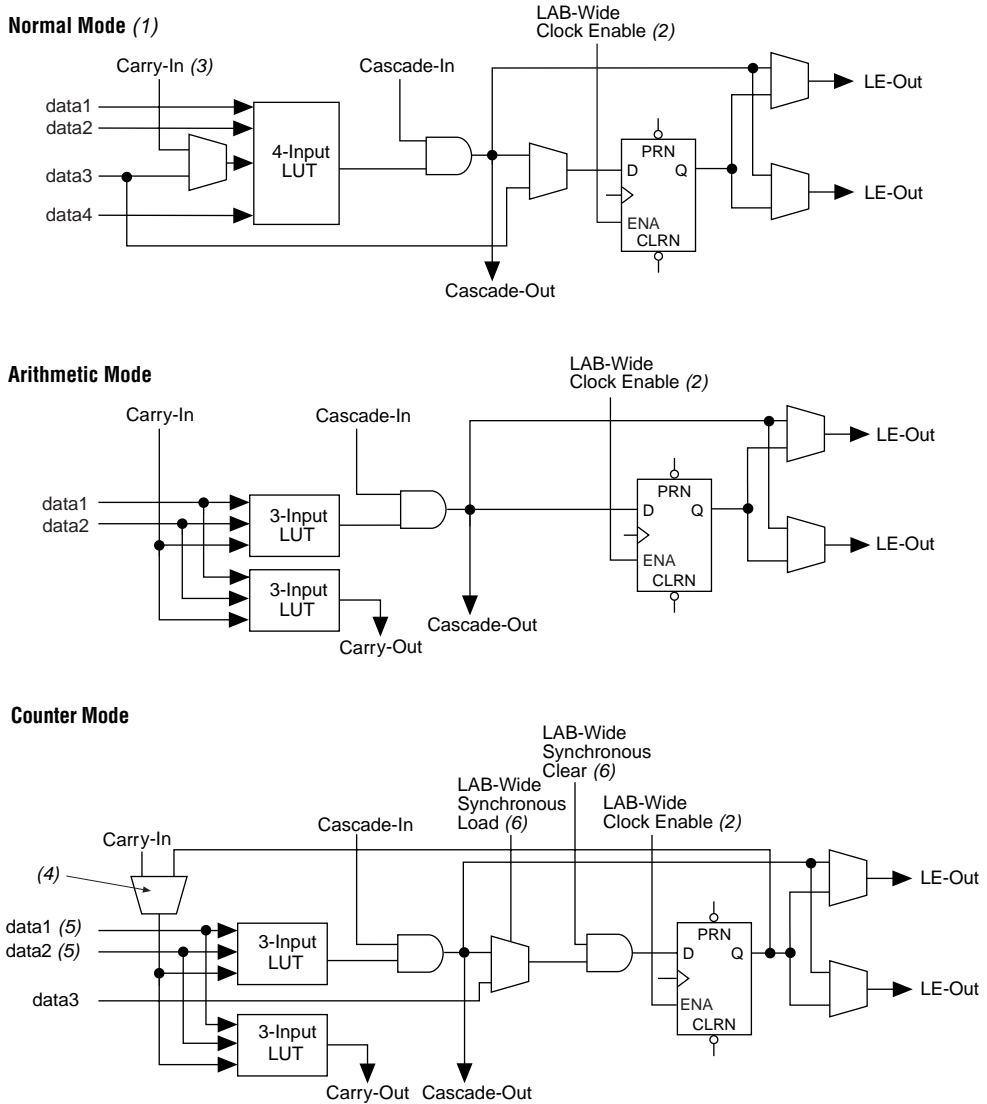 Normal Mode (1)
LAB-Wide
Clock Enable (2)
Carry-In (3)
Cascade-In
LE-Out
data1
data2
4-Input
LUT
PRN
D Q
data3
LE-Out
data4
ENA
CLRN
Cascade-Out
Arithmetic Mode
LAB-Wide
Clock Enable (2)
Carry-In
Cascade-In
LE-Out
data1
data2
3-Input
LUT
PRN
D Q
LE-Out
ENA
CLRN
3-Input
LUT
Cascade-Out
Carry-Out
Counter Mode
LAB-Wide
Synchronous
Clear (6)
LAB-Wide
Synchronous
Load (6)
LAB-Wide
Clock Enable (2)
Cascade-In
Carry-In
(4)
LE-Out
data1 (5)
data2 (5)
3-Input
LUT
PRN
D Q
data3
LE-Out
ENA
CLRN
3-Input
LUT
Carry-Out
Cascade-Out